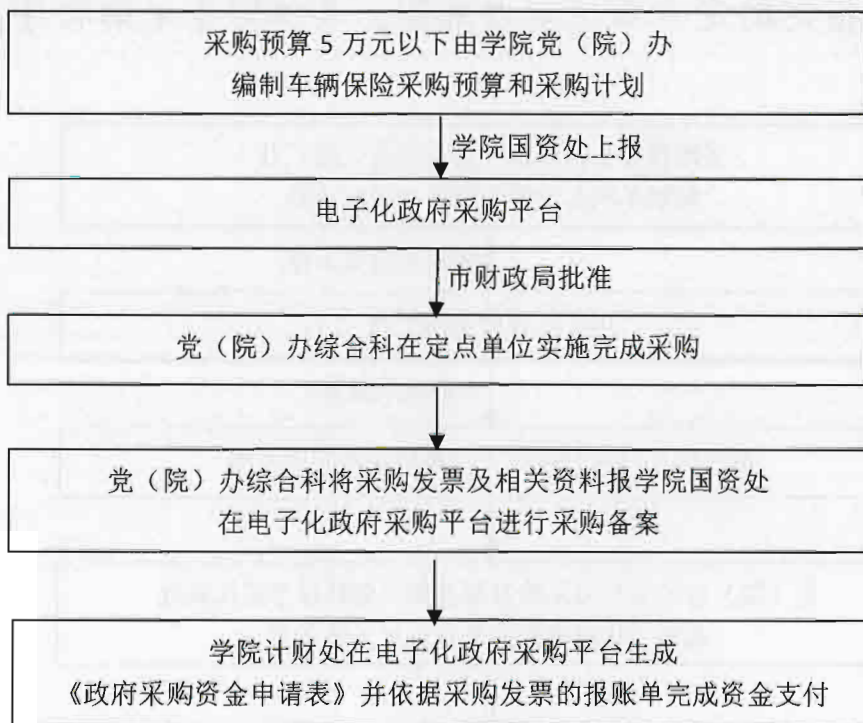 采购预算5万元以下由学院党（院）办
编制车辆保险采购预算和采购计划
学院国资处上报
电子化政府采购平台
市财政局批准
党（院）办综合科在定点单位实施完成采购
党（院）办综合科将采购发票及相关资料报学院国资处
在电子化政府采购平台进行采购备案
学院计财处在电子化政府采购平台生成
《政府采购资金申请表》并依据采购发票的报账单完成资金支付